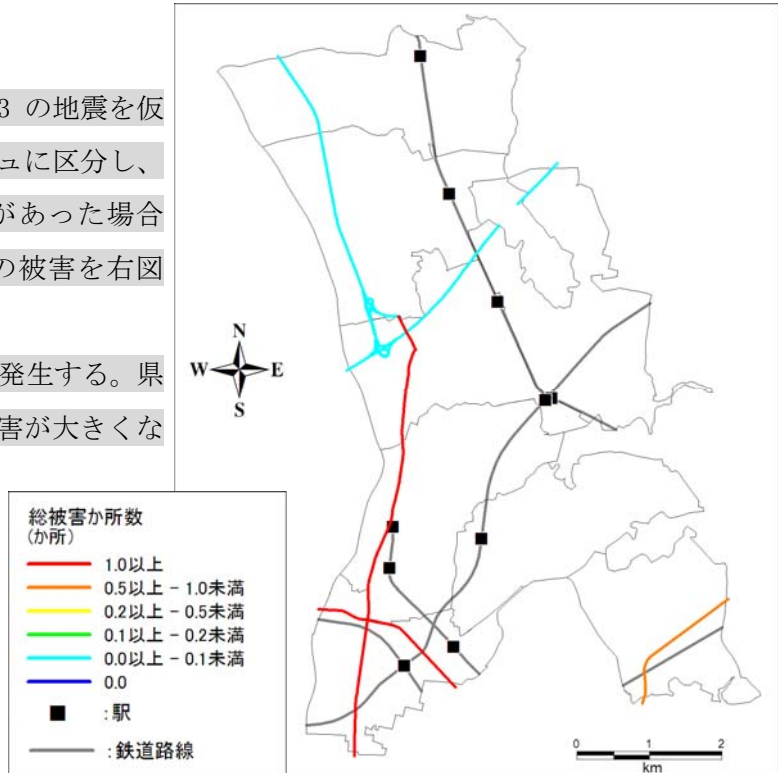 3 の地震を仮
ュに区分し、
があった場合
の被害を右図
発生する。県
害が大きくな
N
W E
S
総被害か所数
(か所)
1.0以上
0.5以上 - 1.0未満
0.2以上 - 0.5未満
0.1以上 - 0.2未満
0.0以上 - 0.1未満
0.0
:駅
:鉄道路線
0 1 2
km